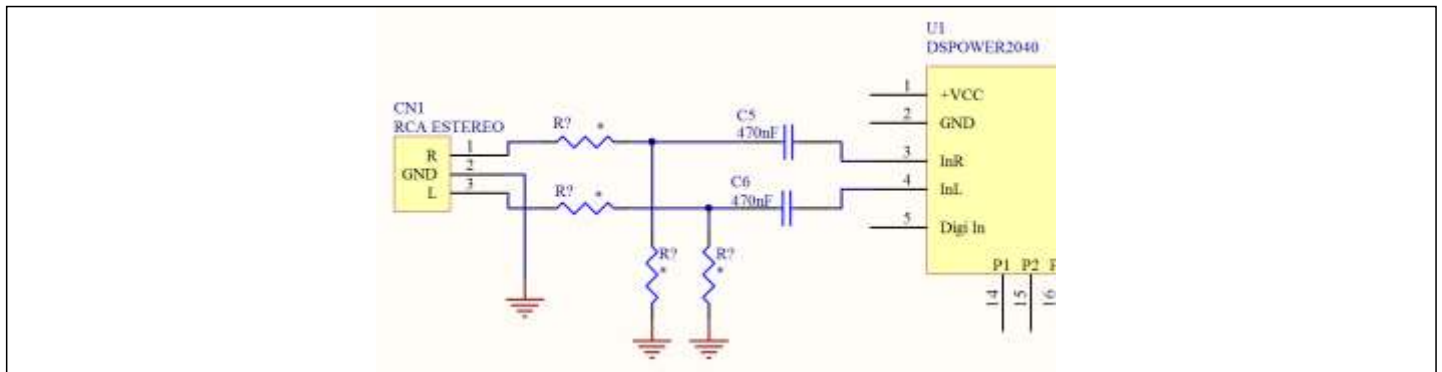 U1
DSPOWER2040
CN1
RCA ESTEREO
R 1
GND 2
L 3
R? *
R? *
R? *
R? *
C5
470nF
C6
470nF
1 +VCC
2 GND
3 InR
4 InL
5 Digi In
P1 P2
14 15 16